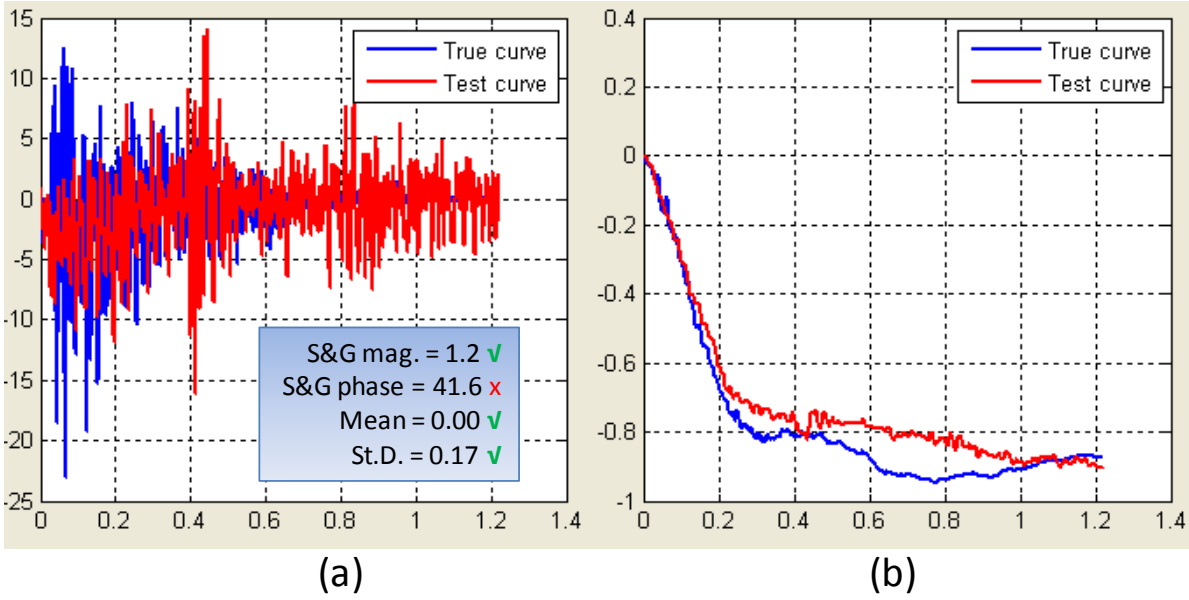 15
10
5
0
-5
-10
-15
-20
-25
0 0.2 0.4 0.6 0.8 1 1.2 1.4
True curve
Test curve
S&G mag. = 1.2 √
S&G phase = 41.6 x
Mean = 0.00 √
St.D. = 0.17 √
(a)
0.4
0.2
0
-0.2
-0.4
-0.6
-0.8
-1
0 0.2 0.4 0.6 0.8 1 1.2 1.4
True curve
Test curve
(b)